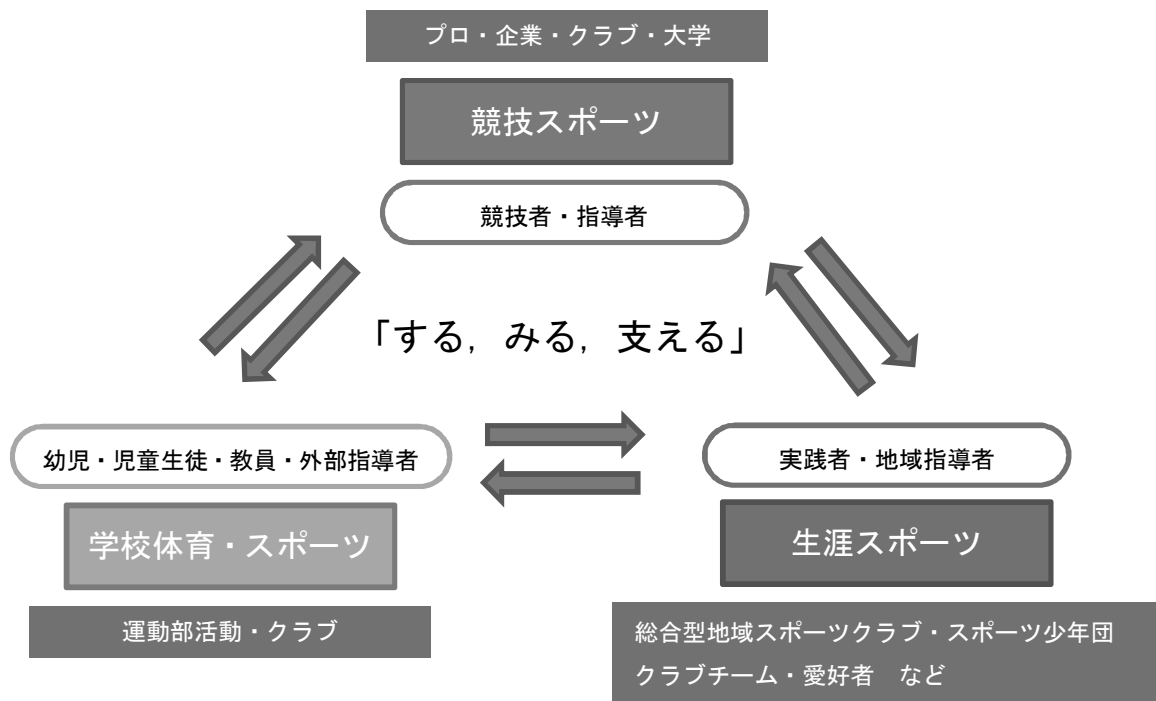 プロ・企業・クラブ・大学
競技スポーツ
競技者・指導者
「する，みる，支える」
幼児・児童生徒・教員・外部指導者
学校体育・スポーツ
運動部活動・クラブ
実践者・地域指導者
生涯スポーツ
総合型地域スポーツクラブ・スポーツ少年団
クラブチーム・愛好者　など